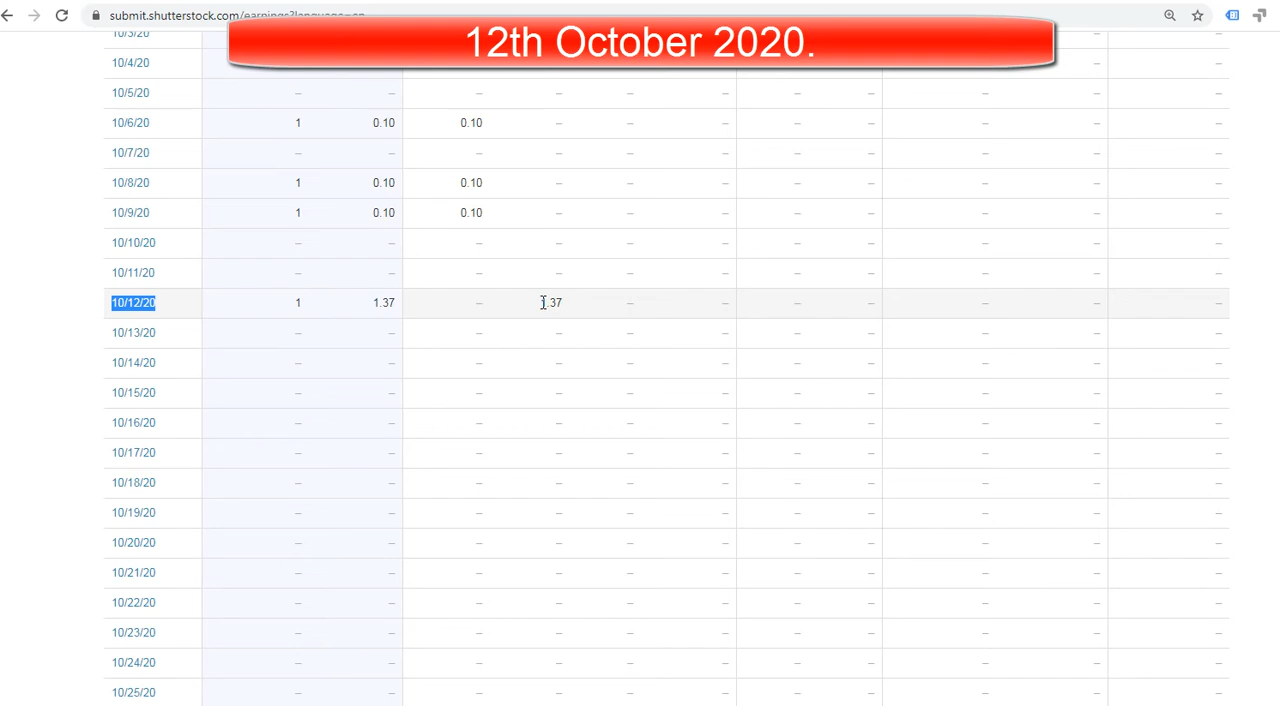 submit.shutterstock.com/earnings?language=en
12th October 2020.
10/3/20 –
10/4/20 –
10/5/20 – – – – – – – – – –
10/6/20 1 0.10 0.10 – – – – – – – –
10/7/20 – – – – – – – – – – –
10/8/20 1 0.10 0.10 – – – – – – – –
10/9/20 1 0.10 0.10 – – – – – – – –
10/10/20 – – – – – – – – – – –
10/11/20 – – – – – – – – – – –
10/12/20 1 1.37 – 1.37 – – – – – – –
10/13/20 – – – – – – – – – – –
10/14/20 – – – – – – – – – – –
10/15/20 – – – – – – – – – – –
10/16/20 – – – – – – – – – – –
10/17/20 – – – – – – – – – – –
10/18/20 – – – – – – – – – – –
10/19/20 – – – – – – – – – – –
10/20/20 – – – – – – – – – – –
10/21/20 – – – – – – – – – – –
10/22/20 – – – – – – – – – – –
10/23/20 – – – – – – – – – – –
10/24/20 – – – – – – – – – – –
10/25/20 – – – – – – – – – – –